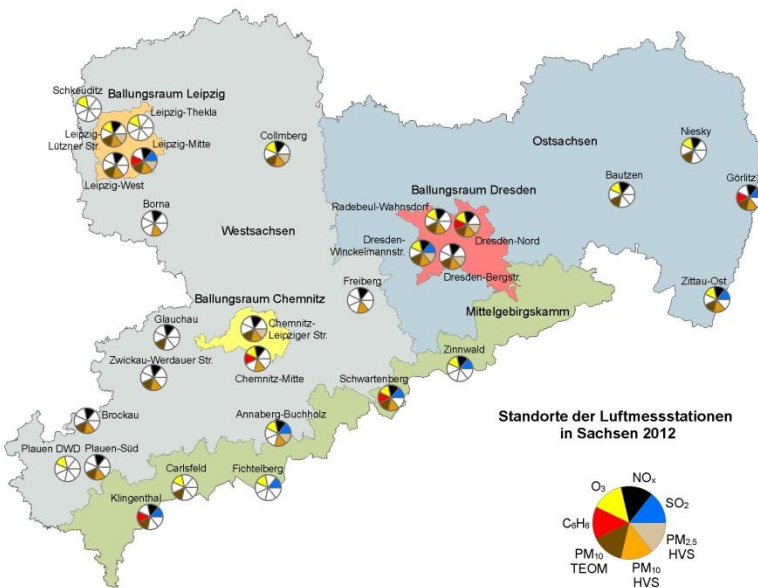 Schkeuditz
Ballungsraum Leipzig
Leipzig-Thekla
Leipzig-
Lützner Str.
Leipzig-Mitte
Leipzig-West
Collmberg
Borna
Westsachsen
Ostsachsen
Niesky
Bautzen
Görlitz
Ballungsraum Dresden
Radebeul-Wahnsdorf
Dresden-Nord
Dresden-
Winckelmannstr.
Dresden-Bergstr.
Zittau-Ost
Mittelgebirgskamm
Freiberg
Ballungsraum Chemnitz
Glauchau
Chemnitz-
Leipziger Str.
Zwickau-Werdauer Str.
Chemnitz-Mitte
Zinnwald
Schwartenberg
Brockau
Annaberg-Buchholz
Plauen DWD
Plauen-Süd
Carlsfeld
Fichtelberg
Klingenthal
Standorte der Luftmessstationen
in Sachsen 2012
O₃
NOₓ
SO₂
C₆H₆
PM₂,₅
HVS
PM₁₀
TEOM
PM₁₀
HVS